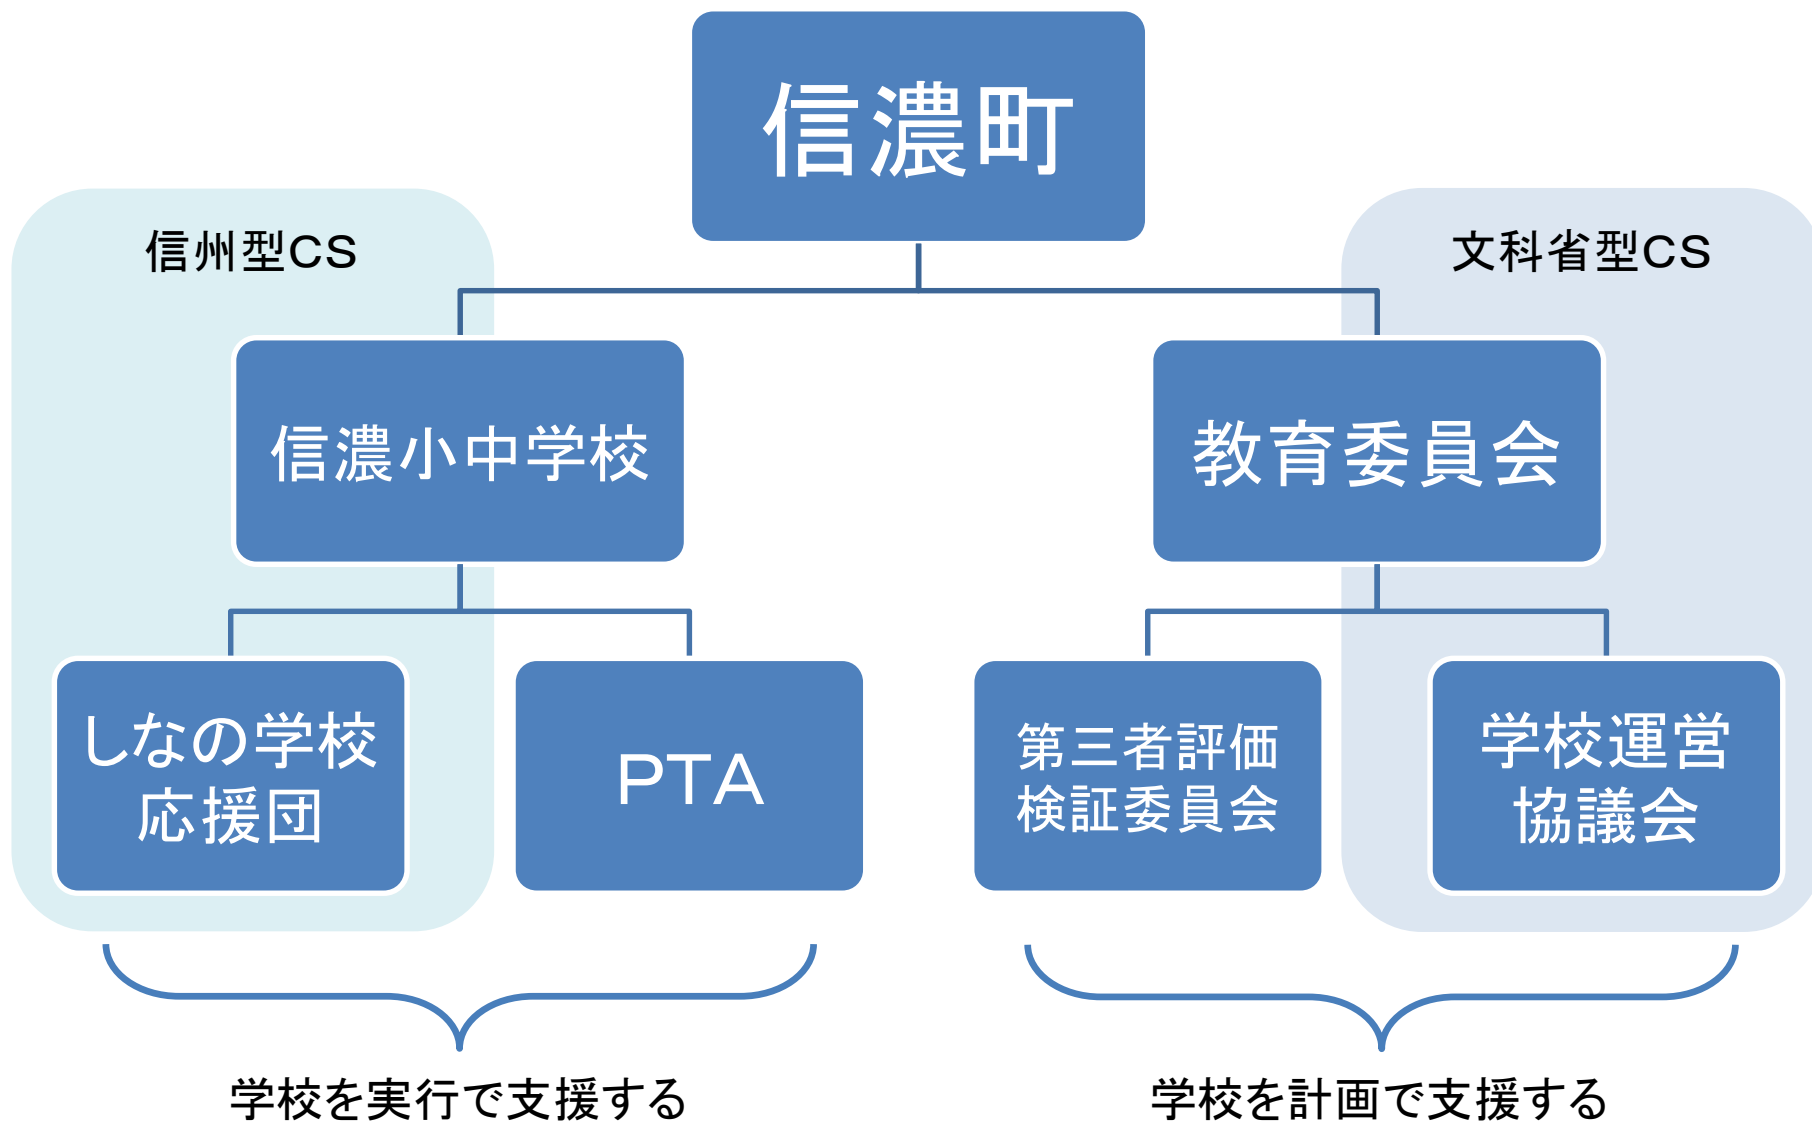 信濃町
信州型CS
文科省型CS
信濃小中学校
教育委員会
しなの学校
応援団
PTA
第三者評価
検証委員会
学校運営
協議会
学校を実行で支援する
学校を計画で支援する